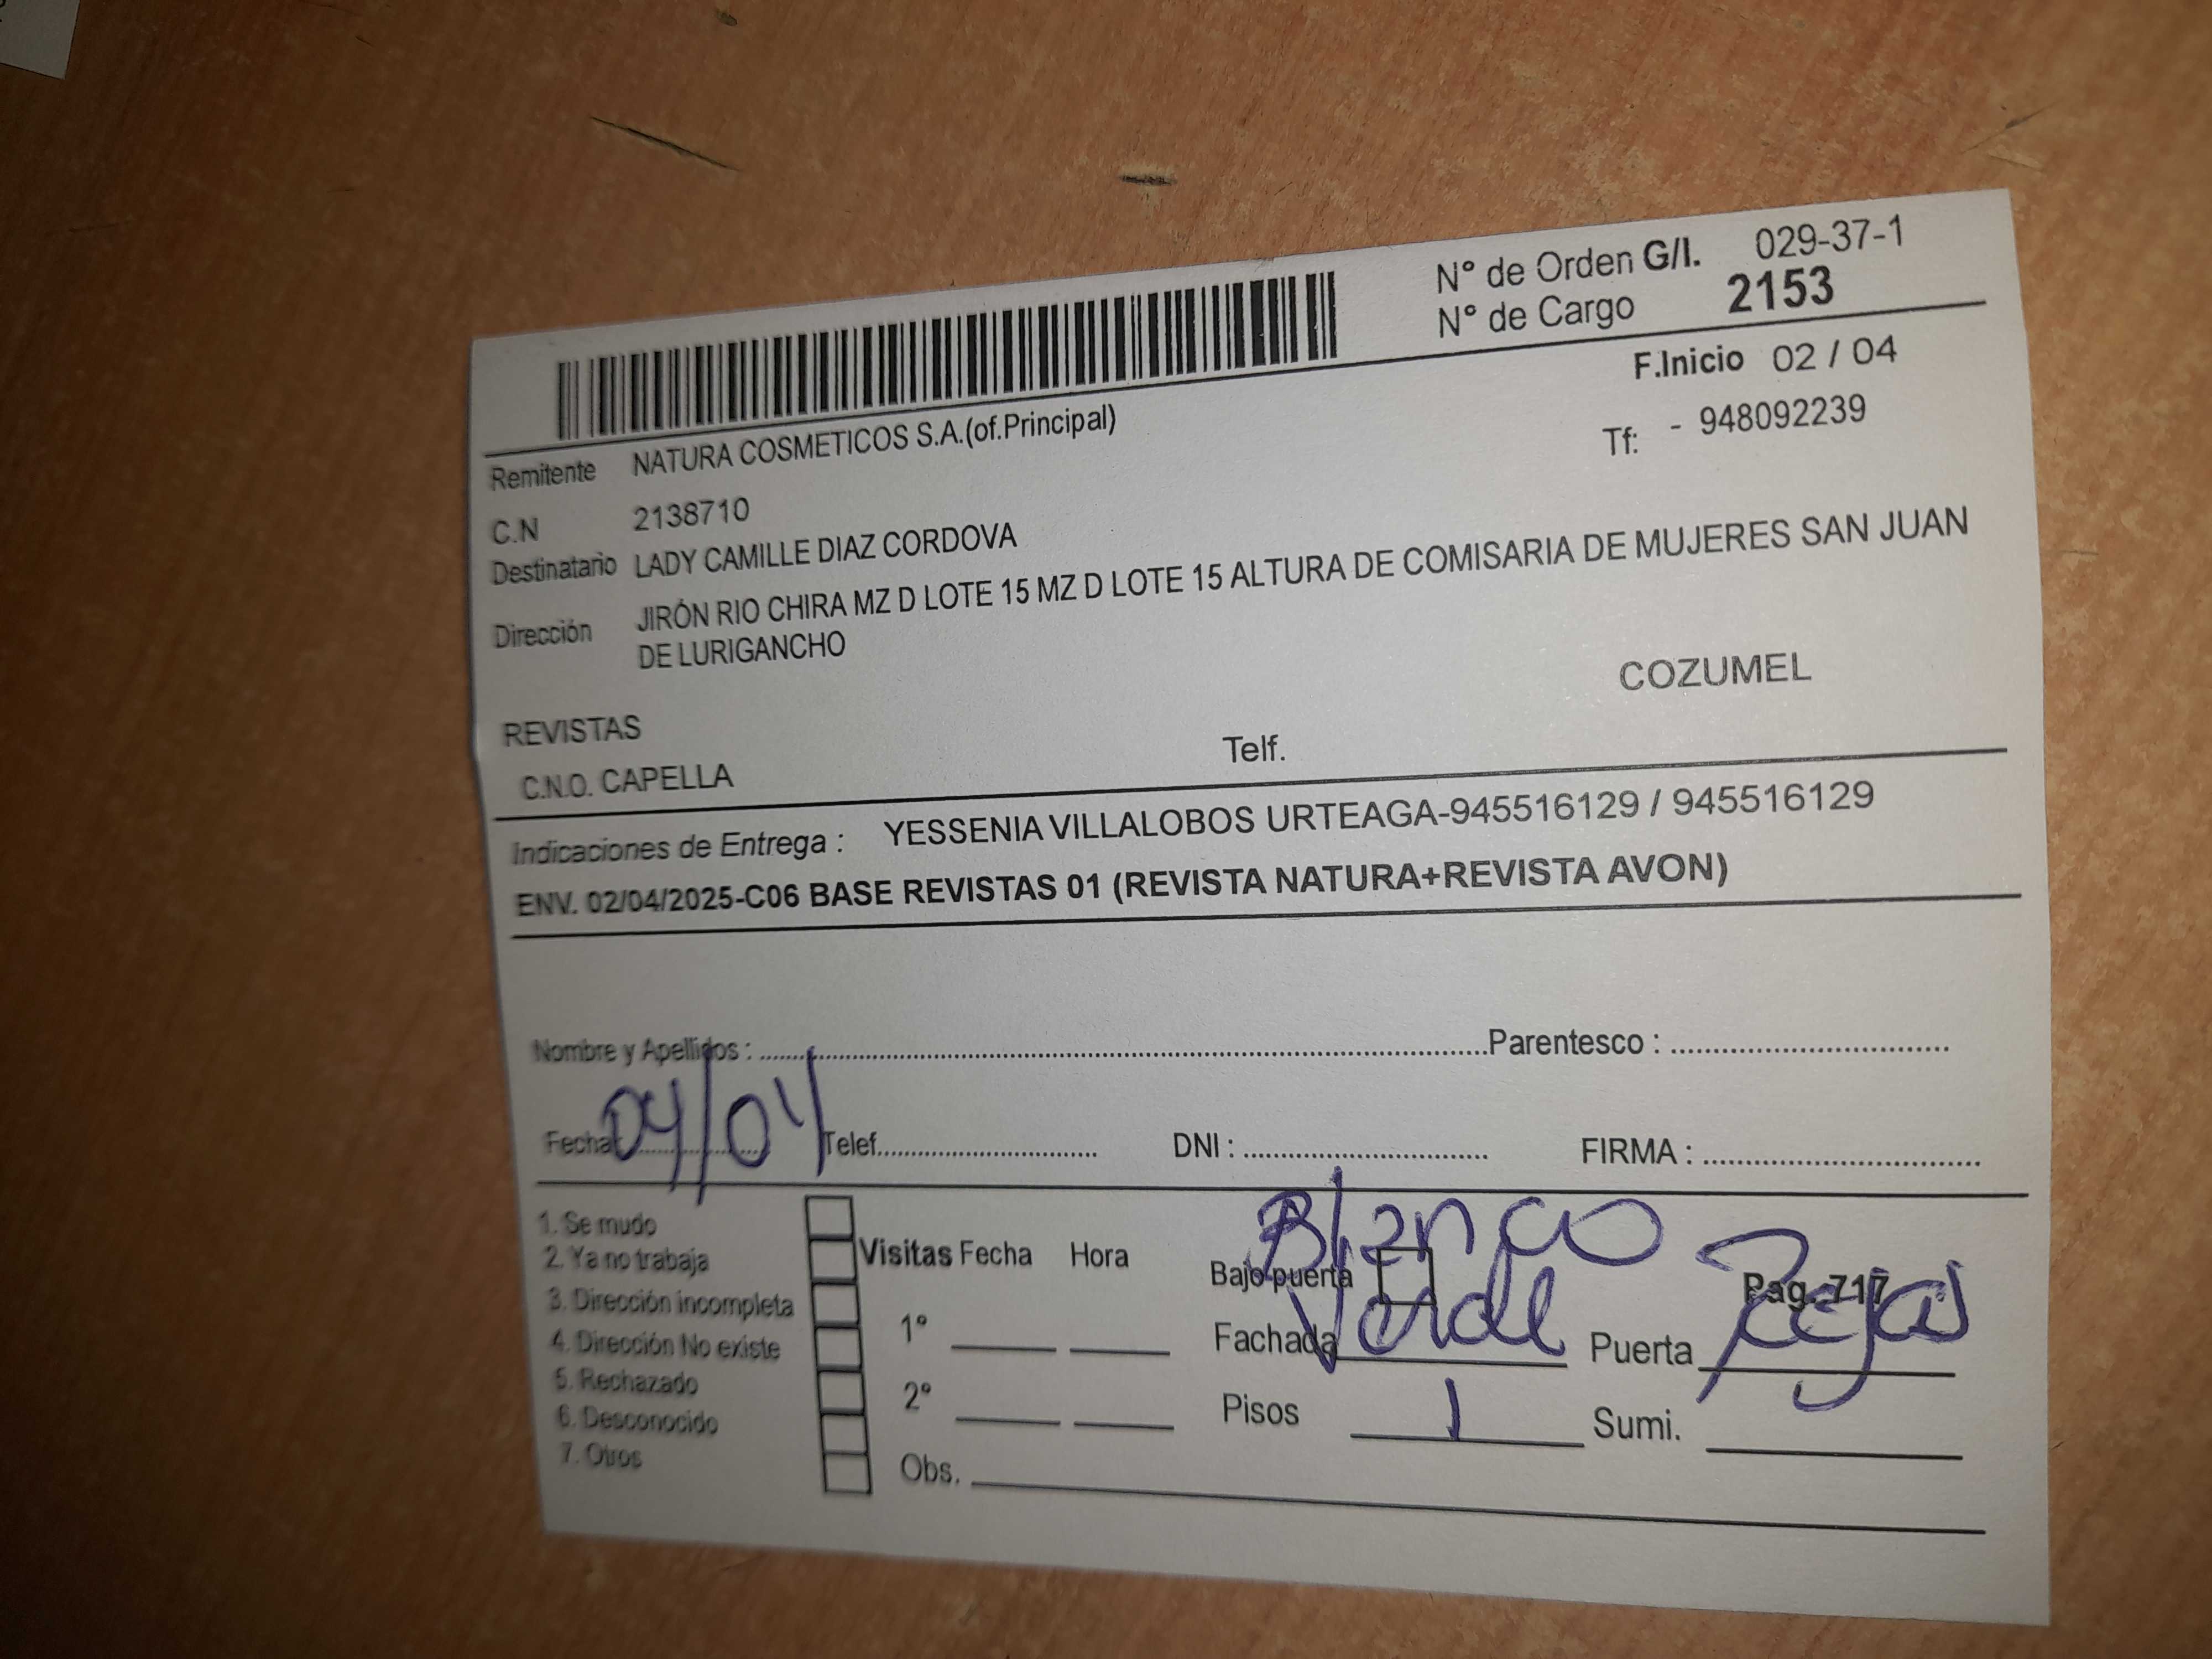 N° de Orden G/I. 029-37-1
N° de Cargo 2153
F.Inicio 02 / 04
Remitente NATURA COSMETICOS S.A.(of.Principal)
Tf: - 948092239
C.N 2138710
Destinatario LADY CAMILLE DIAZ CORDOVA
Dirección JIRÓN RIO CHIRA MZ D LOTE 15 MZ D LOTE 15 ALTURA DE COMISARIA DE MUJERES SAN JUAN
DE LURIGANCHO
COZUMEL
REVISTAS
C.N.O. CAPELLA Telf.
Indicaciones de Entrega : YESSENIA VILLALOBOS URTEAGA-945516129 / 945516129
ENV. 02/04/2025-C06 BASE REVISTAS 01 (REVISTA NATURA+REVISTA AVON)
Nombre y Apellidos : Parentesco :
Fecha: 04/04 Telef. DNI : FIRMA :
1. Se mudo
2. Ya no trabaja
3. Dirección incompleta
4. Dirección No existe
5. Rechazado
6. Desconocido
7. Otros
Visitas Fecha Hora
1°
2°
Obs.
Blanco
Bajo puerta Pag. 717
Fachada Verde Puerta Rejas
Pisos 1 Sumi.